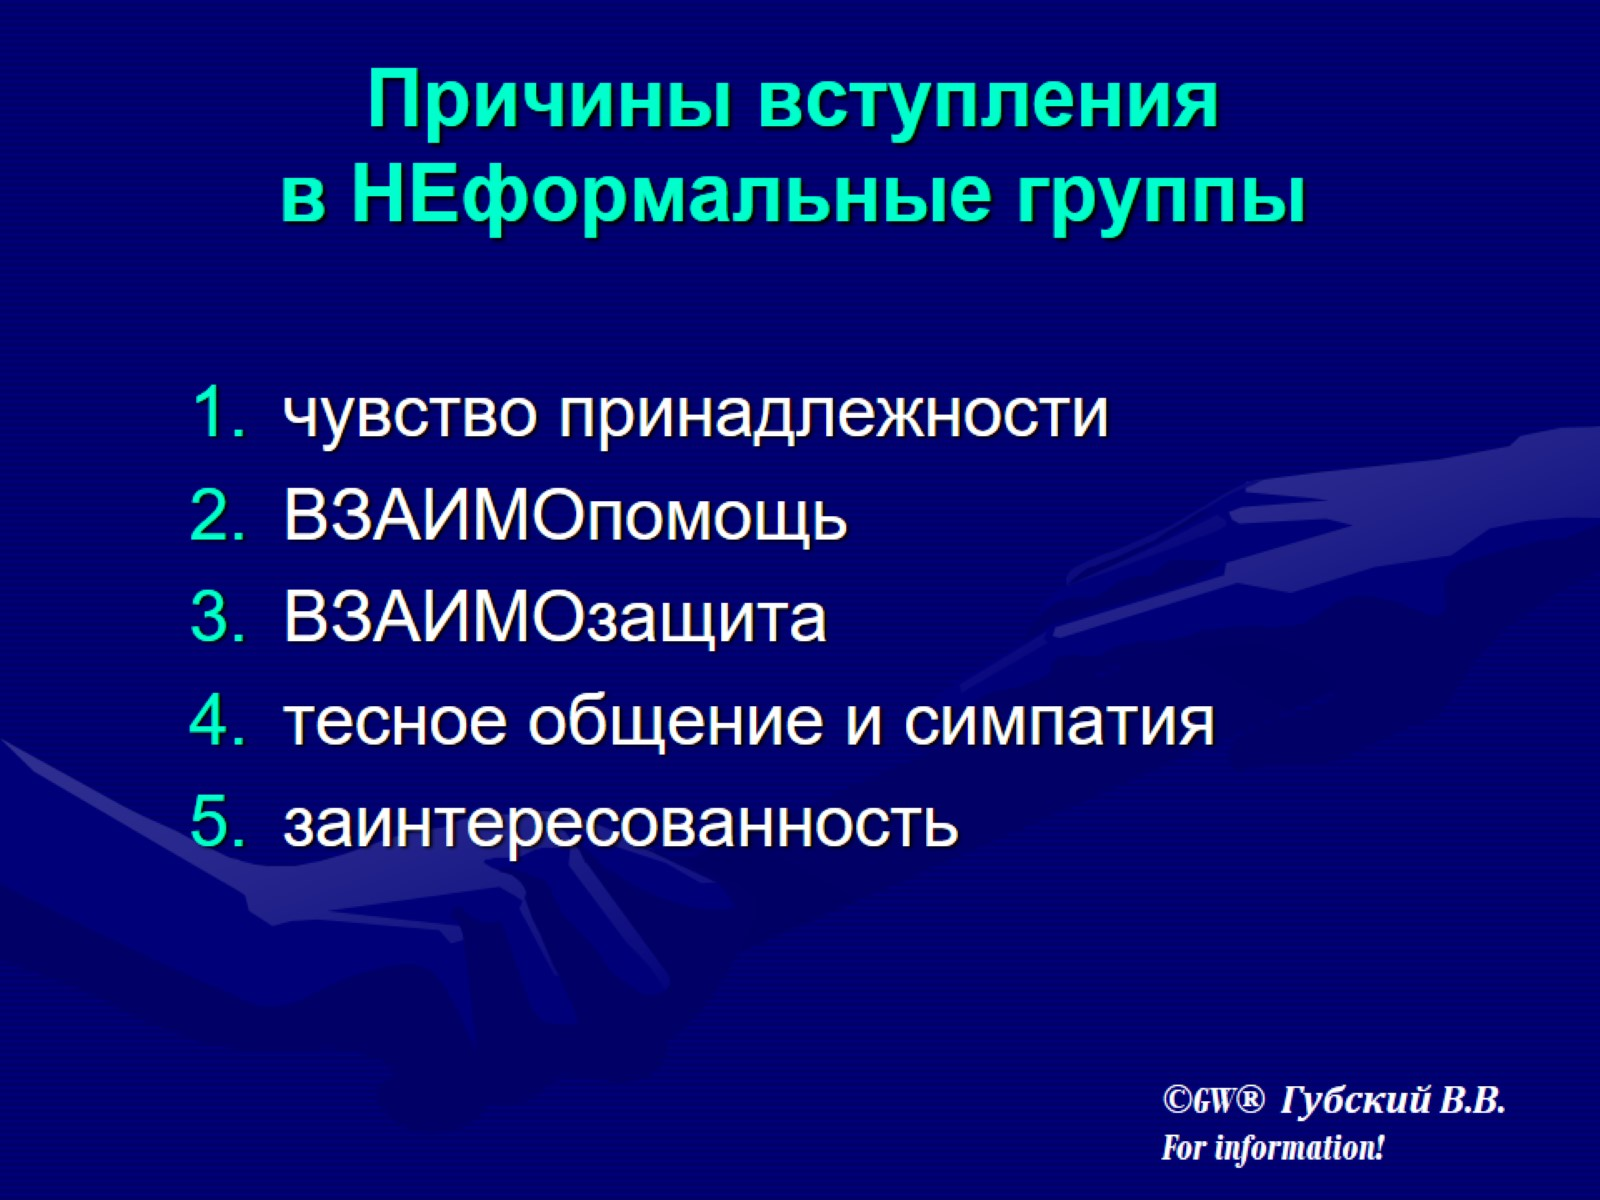 Причины вступления
в НЕформальные группы
1. чувство принадлежности
2. ВЗАИМОпомощь
3. ВЗАИМОзащита
4. тесное общение и симпатия
5. заинтересованность
©GW® Губский В.В.
For information!